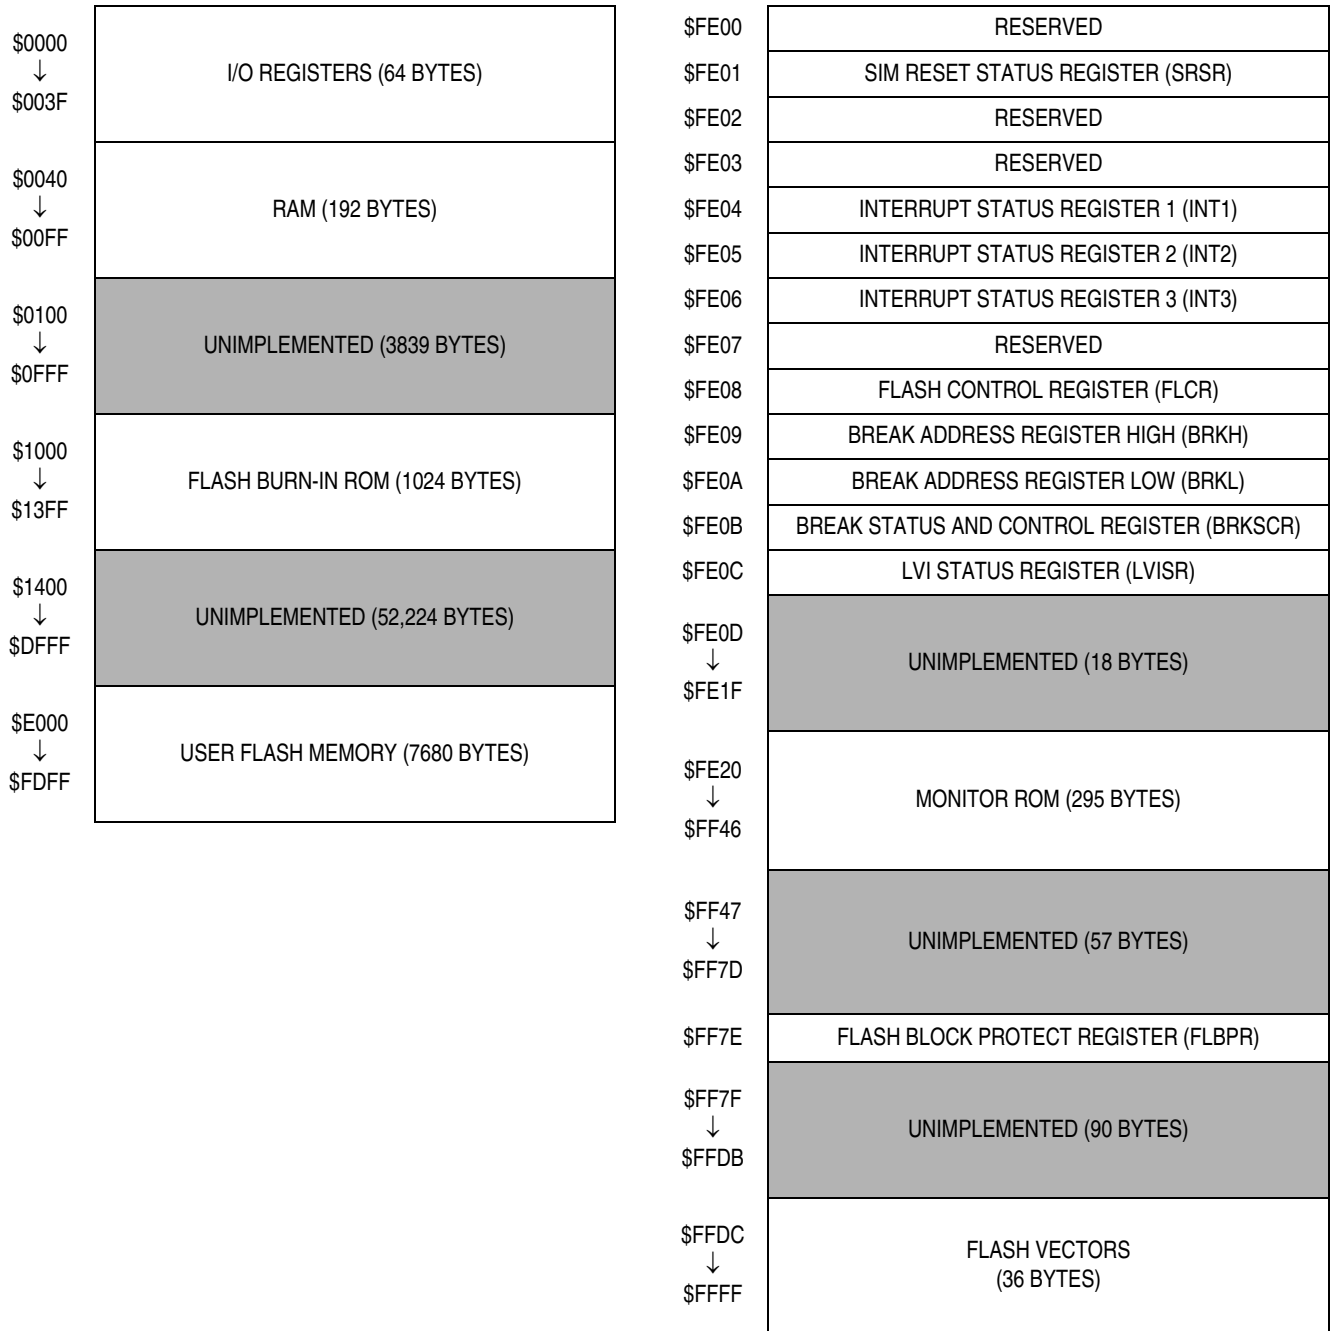 $0000
↓
$003F
I/O REGISTERS (64 BYTES)
$0040
↓
$00FF
RAM (192 BYTES)
$0100
↓
$0FFF
UNIMPLEMENTED (3839 BYTES)
$1000
↓
$13FF
FLASH BURN-IN ROM (1024 BYTES)
$1400
↓
$DFFF
UNIMPLEMENTED (52,224 BYTES)
$E000
↓
$FDFF
USER FLASH MEMORY (7680 BYTES)
$FE00 RESERVED
$FE01 SIM RESET STATUS REGISTER (SRSR)
$FE02 RESERVED
$FE03 RESERVED
$FE04 INTERRUPT STATUS REGISTER 1 (INT1)
$FE05 INTERRUPT STATUS REGISTER 2 (INT2)
$FE06 INTERRUPT STATUS REGISTER 3 (INT3)
$FE07 RESERVED
$FE08 FLASH CONTROL REGISTER (FLCR)
$FE09 BREAK ADDRESS REGISTER HIGH (BRKH)
$FE0A BREAK ADDRESS REGISTER LOW (BRKL)
$FE0B BREAK STATUS AND CONTROL REGISTER (BRKSCR)
$FE0C LVI STATUS REGISTER (LVISR)
$FE0D
↓
$FE1F
UNIMPLEMENTED (18 BYTES)
$FE20
↓
$FF46
MONITOR ROM (295 BYTES)
$FF47
↓
$FF7D
UNIMPLEMENTED (57 BYTES)
$FF7E FLASH BLOCK PROTECT REGISTER (FLBPR)
$FF7F
↓
$FFDB
UNIMPLEMENTED (90 BYTES)
$FFDC
↓
$FFFF
FLASH VECTORS
(36 BYTES)